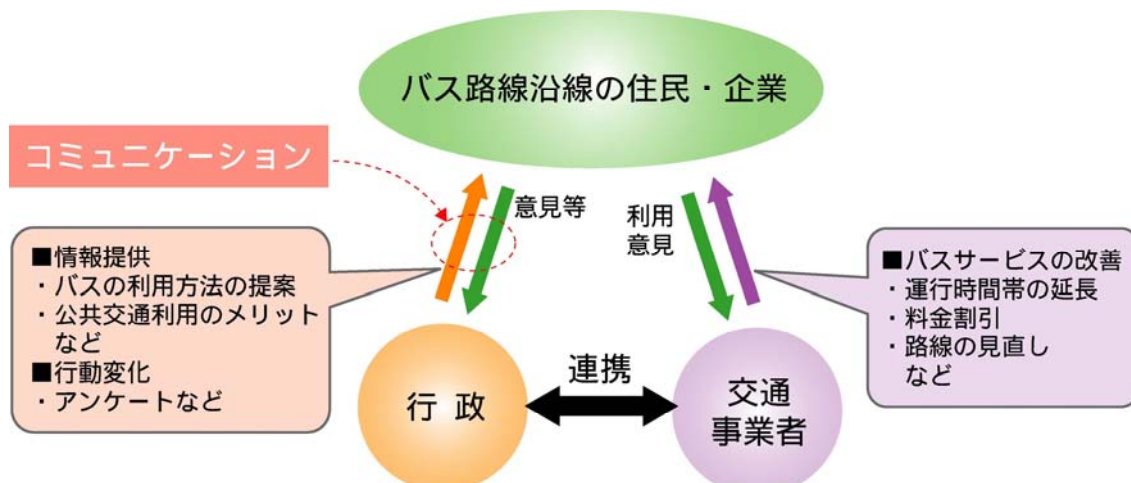 バス路線沿線の住民・企業
コミュニケーション
意見等
利用
意見
■情報提供
・バスの利用方法の提案
・公共交通利用のメリット
など
■行動変化
・アンケートなど
■バスサービスの改善
・運行時間帯の延長
・料金割引
・路線の見直し
など
行 政
連携
交通
事業者